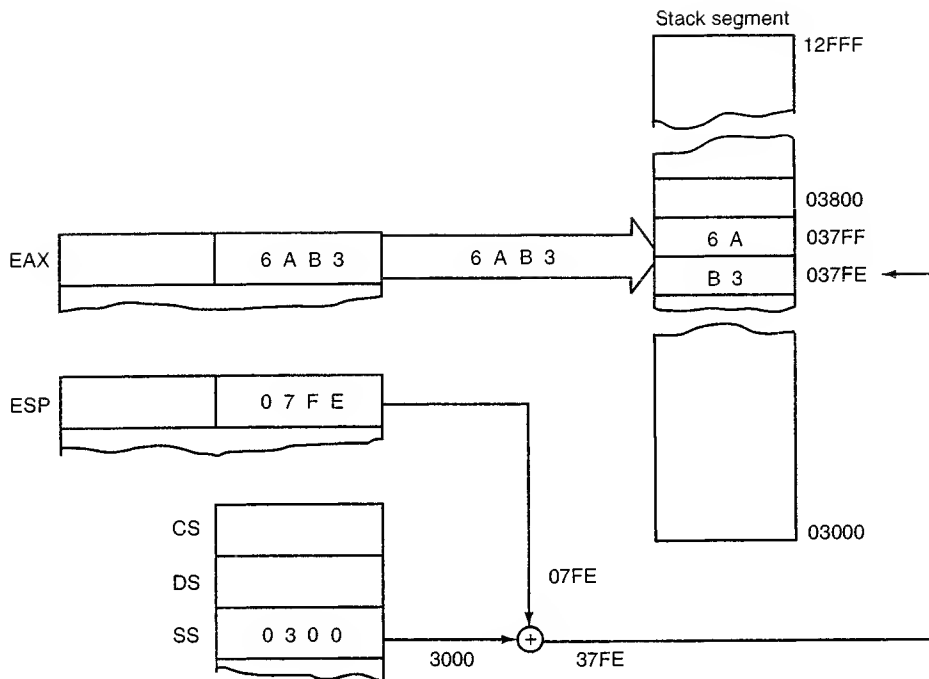 Stack segment
12FFF
03800
6 A
037FF
EAX
6 A B 3
6 A B 3
B 3
037FE
ESP
0 7 F E
03000
CS
DS
07FE
SS
0 3 0 0
+
3000
37FE